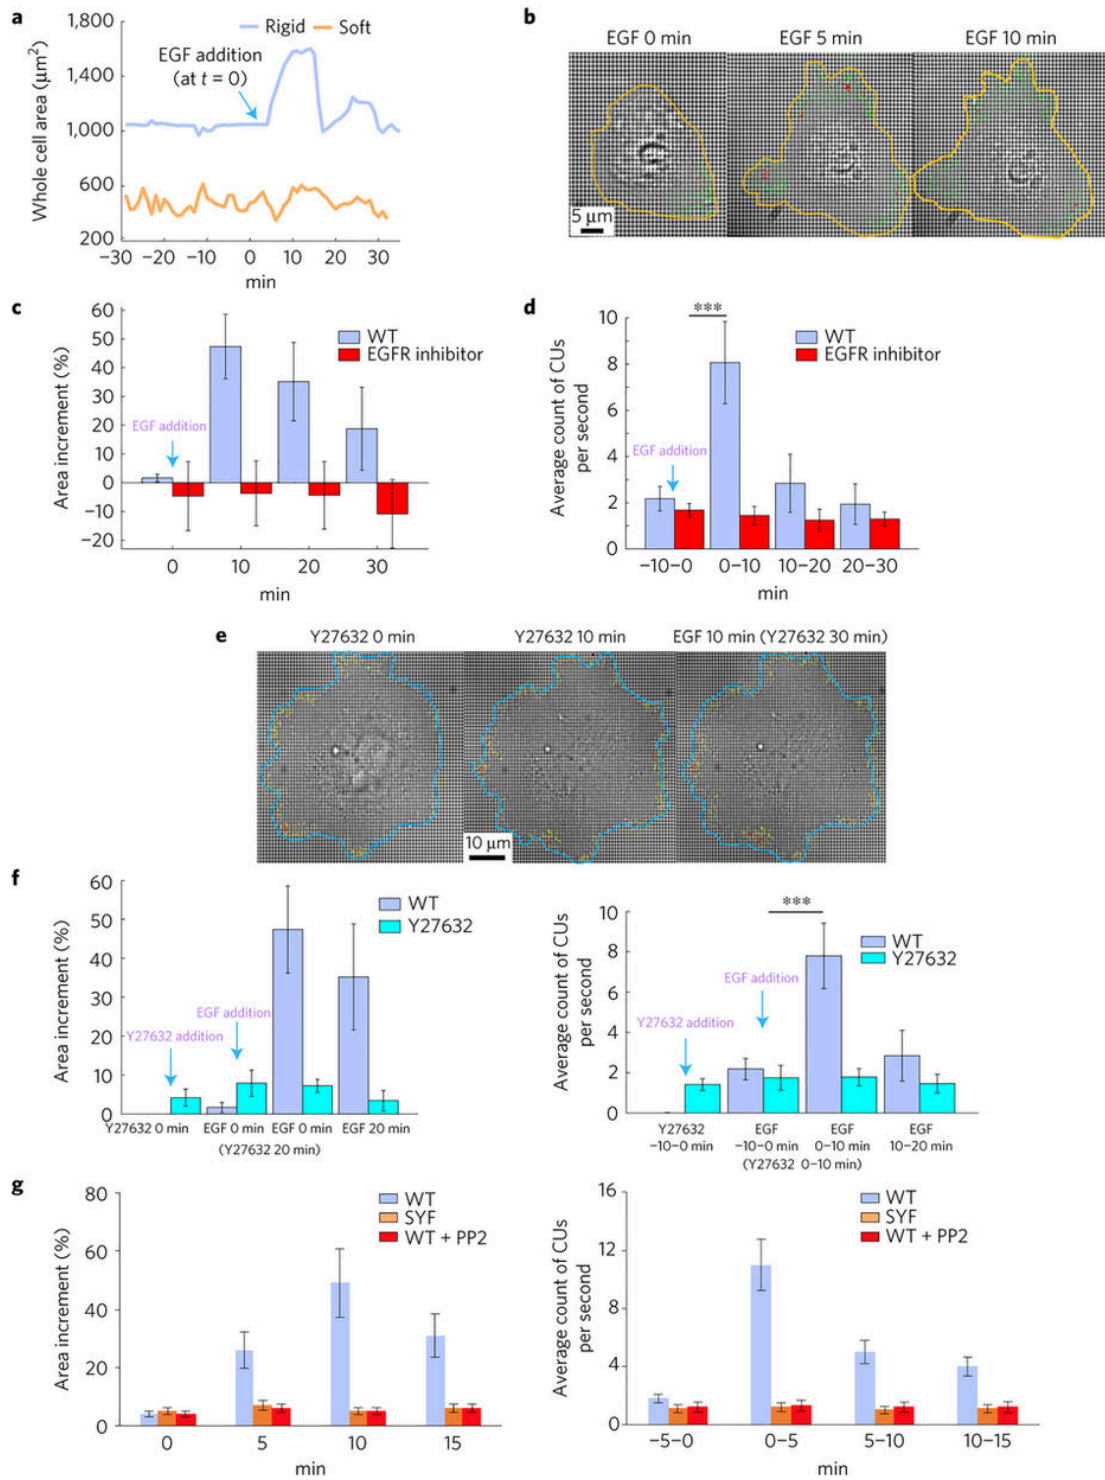 a
1,800
1,400
1,000
600
200
Whole cell area (μm²)
Rigid
Soft
EGF addition
(at t = 0)
−30 −20 −10 0 10 20 30
min
b
EGF 0 min
EGF 5 min
EGF 10 min
5 μm
c
60
50
40
30
20
10
0
−10
−20
Area increment (%)
WT
EGFR inhibitor
EGF addition
0 10 20 30
min
d
10
8
6
4
2
0
Average count of CUs
per second
***
WT
EGFR inhibitor
EGF addition
−10−0 0−10 10−20 20−30
min
e
Y27632 0 min
Y27632 10 min
EGF 10 min (Y27632 30 min)
10 μm
f
60
50
40
30
20
10
0
Area increment (%)
WT
Y27632
EGF addition
Y27632 addition
Y27632 0 min EGF 0 min EGF 0 min EGF 20 min
(Y27632 20 min)
10
8
6
4
2
0
Average count of CUs
per second
***
WT
Y27632
EGF addition
Y27632 addition
Y27632 EGF EGF EGF
−10−0 min −10−0 min 0−10 min 10−20 min
(Y27632 0−10 min)
g
80
60
40
20
0
Area increment (%)
WT
SYF
WT + PP2
0 5 10 15
min
16
12
8
4
0
Average count of CUs
per second
WT
SYF
WT + PP2
−5−0 0−5 5−10 10−15
min